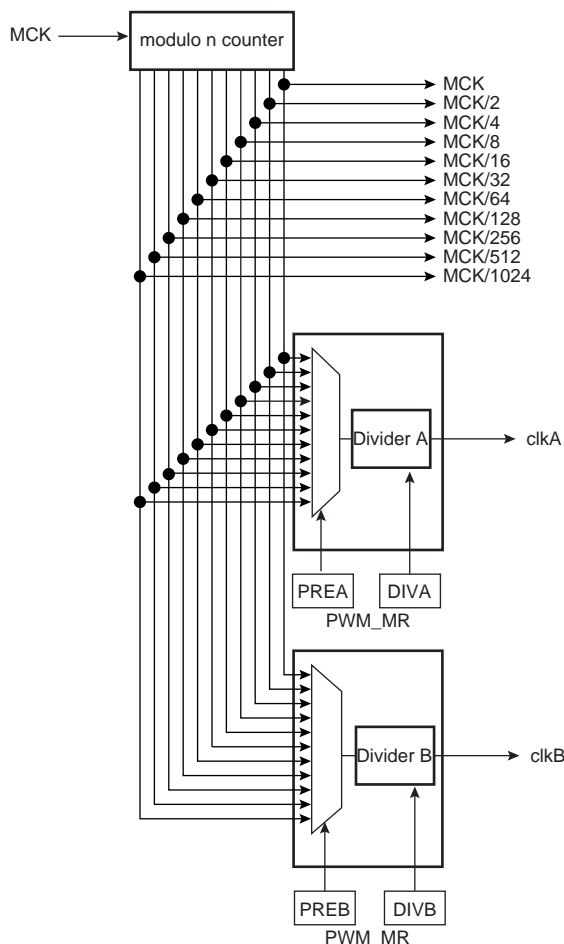 MCK
modulo n counter
MCK
MCK/2
MCK/4
MCK/8
MCK/16
MCK/32
MCK/64
MCK/128
MCK/256
MCK/512
MCK/1024
Divider A
clkA
PREA
DIVA
PWM_MR
Divider B
clkB
PREB
DIVB
PWM_MR